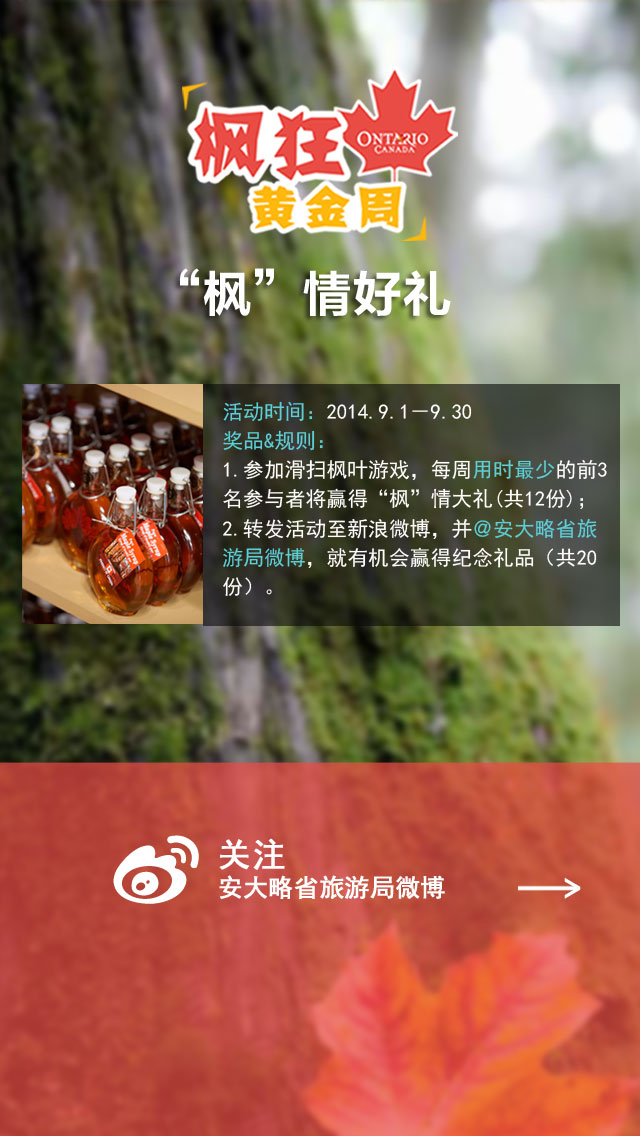 枫狂
ONTARIO
CANADA
黄金周
“枫”情好礼
活动时间：2014.9.1－9.30
奖品&规则：
1.参加滑扫枫叶游戏，每周用时最少的前3
名参与者将赢得“枫”情大礼(共12份)；
2.转发活动至新浪微博，并@安大略省旅
游局微博，就有机会赢得纪念礼品（共20
份）。
关注
安大略省旅游局微博